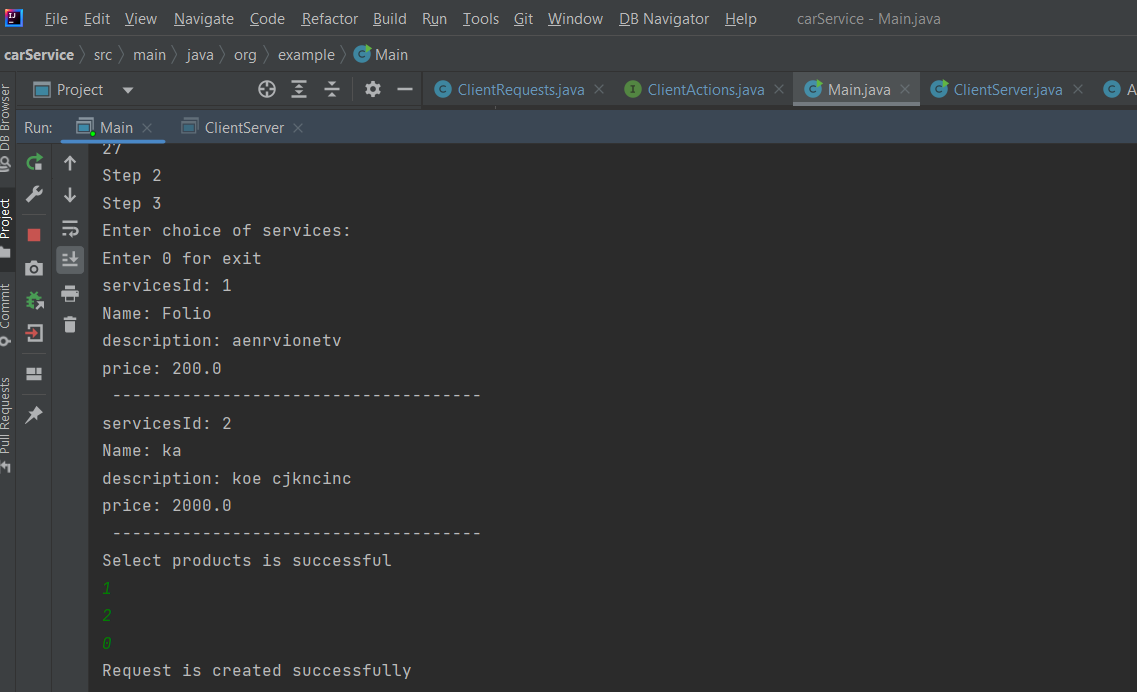 File Edit View Navigate Code Refactor Build Run Tools Git Window DB Navigator Help carService - Main.java
carService src main java org example Main
Project ClientRequests.java ClientActions.java Main.java ClientServer.java A
Run: Main ClientServer
DB Browser
Project
Commit
Pull Requests
27
Step 2
Step 3
Enter choice of services:
Enter 0 for exit
servicesId: 1
Name: Folio
description: aenrvionetv
price: 200.0
-------------------------------------
servicesId: 2
Name: ka
description: koe cjkncinc
price: 2000.0
-------------------------------------
Select products is successful
1
2
0
Request is created successfully